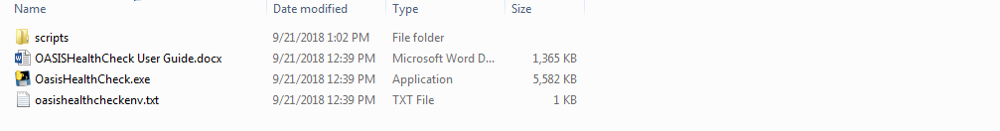 Name Date modified Type Size
scripts 9/21/2018 1:02 PM File folder
OASISHealthCheck User Guide.docx 9/21/2018 12:39 PM Microsoft Word D... 1,365 KB
OasisHealthCheck.exe 9/21/2018 12:39 PM Application 5,582 KB
oasishealthcheckenv.txt 9/21/2018 12:39 PM TXT File 1 KB